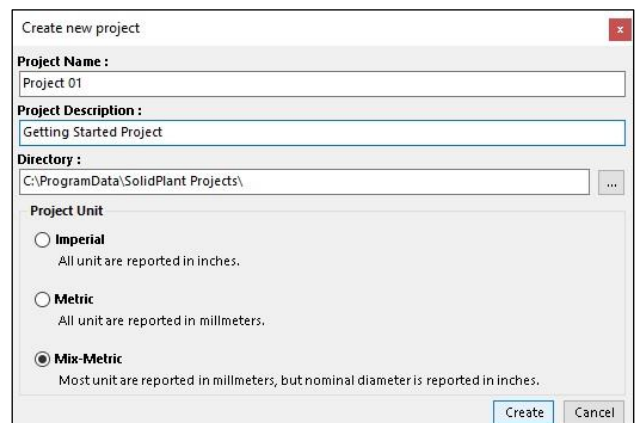 Create new project
x
Project Name :
Project 01
Project Description :
Getting Started Project
Directory :
C:\ProgramData\SolidPlant Projects\
...
Project Unit
Imperial
All unit are reported in inches.
Metric
All unit are reported in millmeters.
Mix-Metric
Most unit are reported in millmeters, but nominal diameter is reported in inches.
Create Cancel